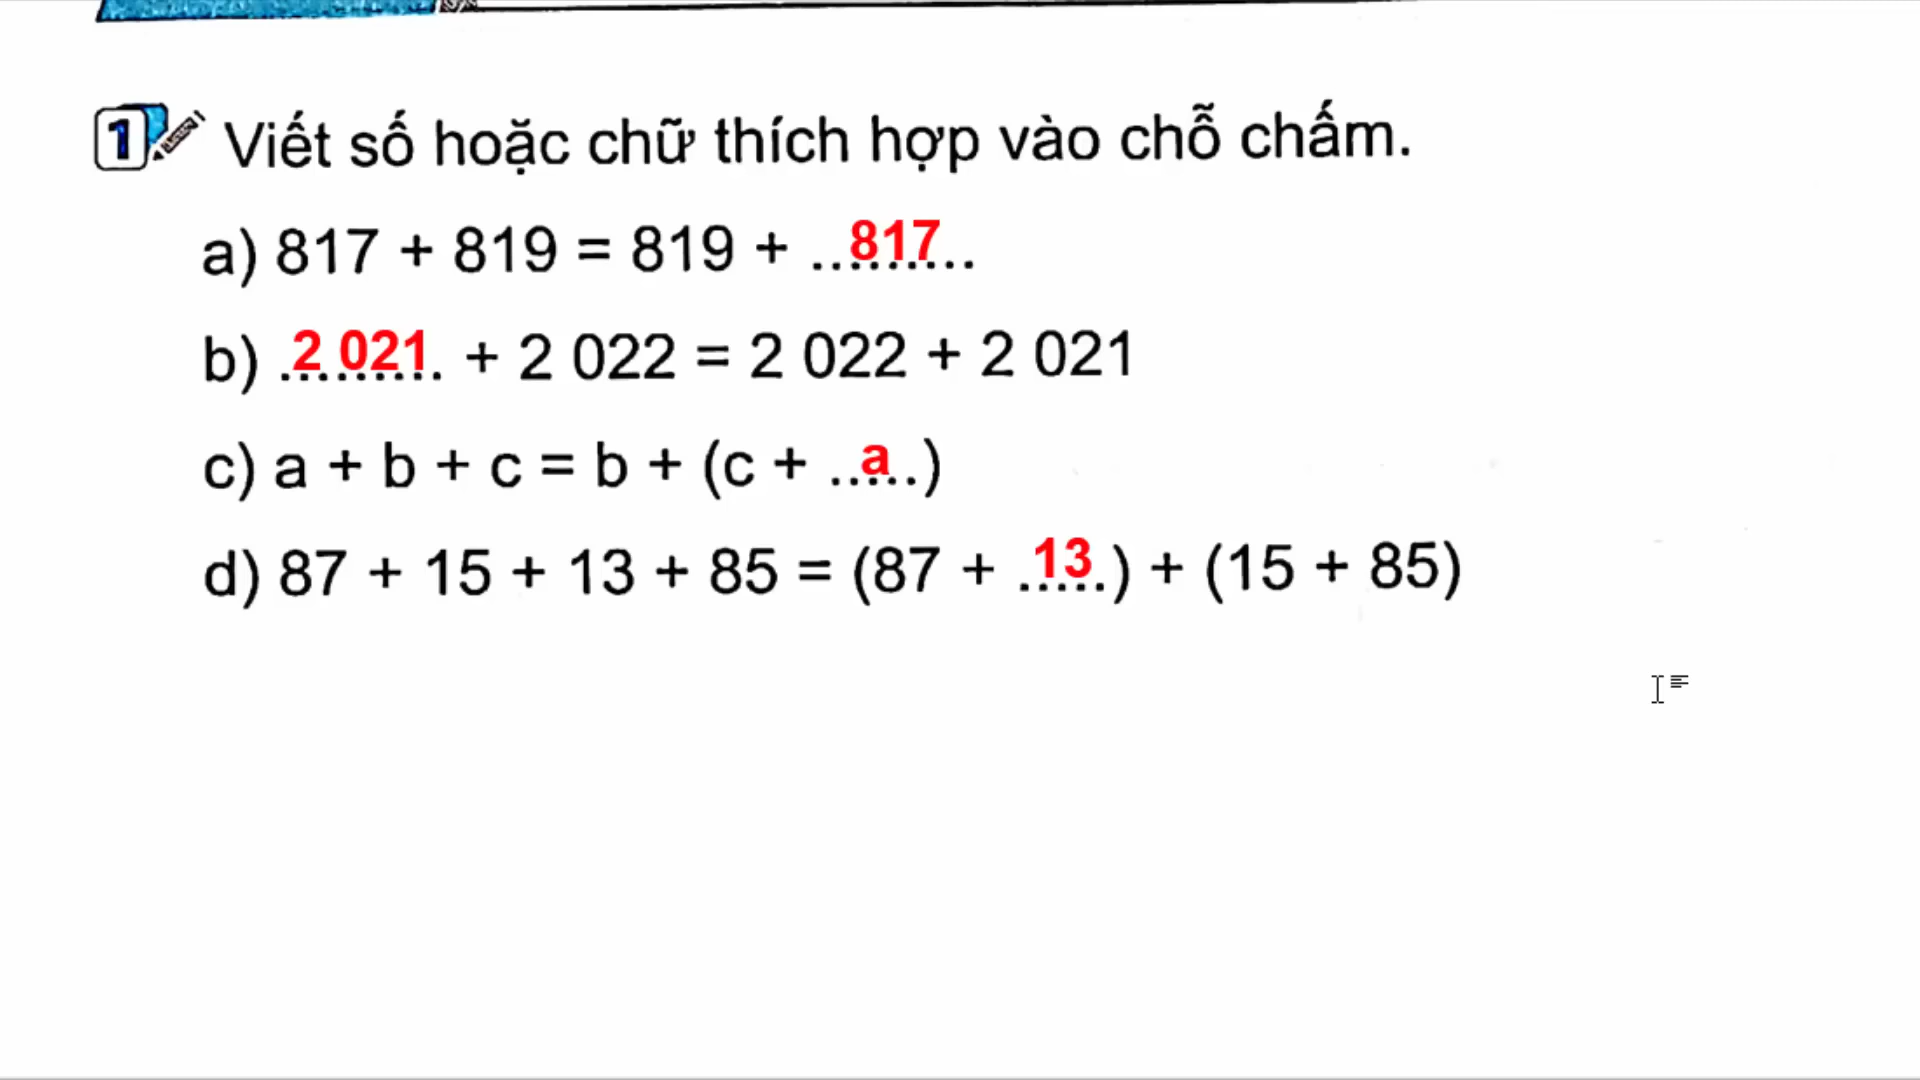 1 Viết số hoặc chữ thích hợp vào chỗ chấm.
a) 817 + 819 = 819 + ..817..
b) .2 021. + 2 022 = 2 022 + 2 021
c) a + b + c = b + (c + ..a..)
d) 87 + 15 + 13 + 85 = (87 + .13.) + (15 + 85)